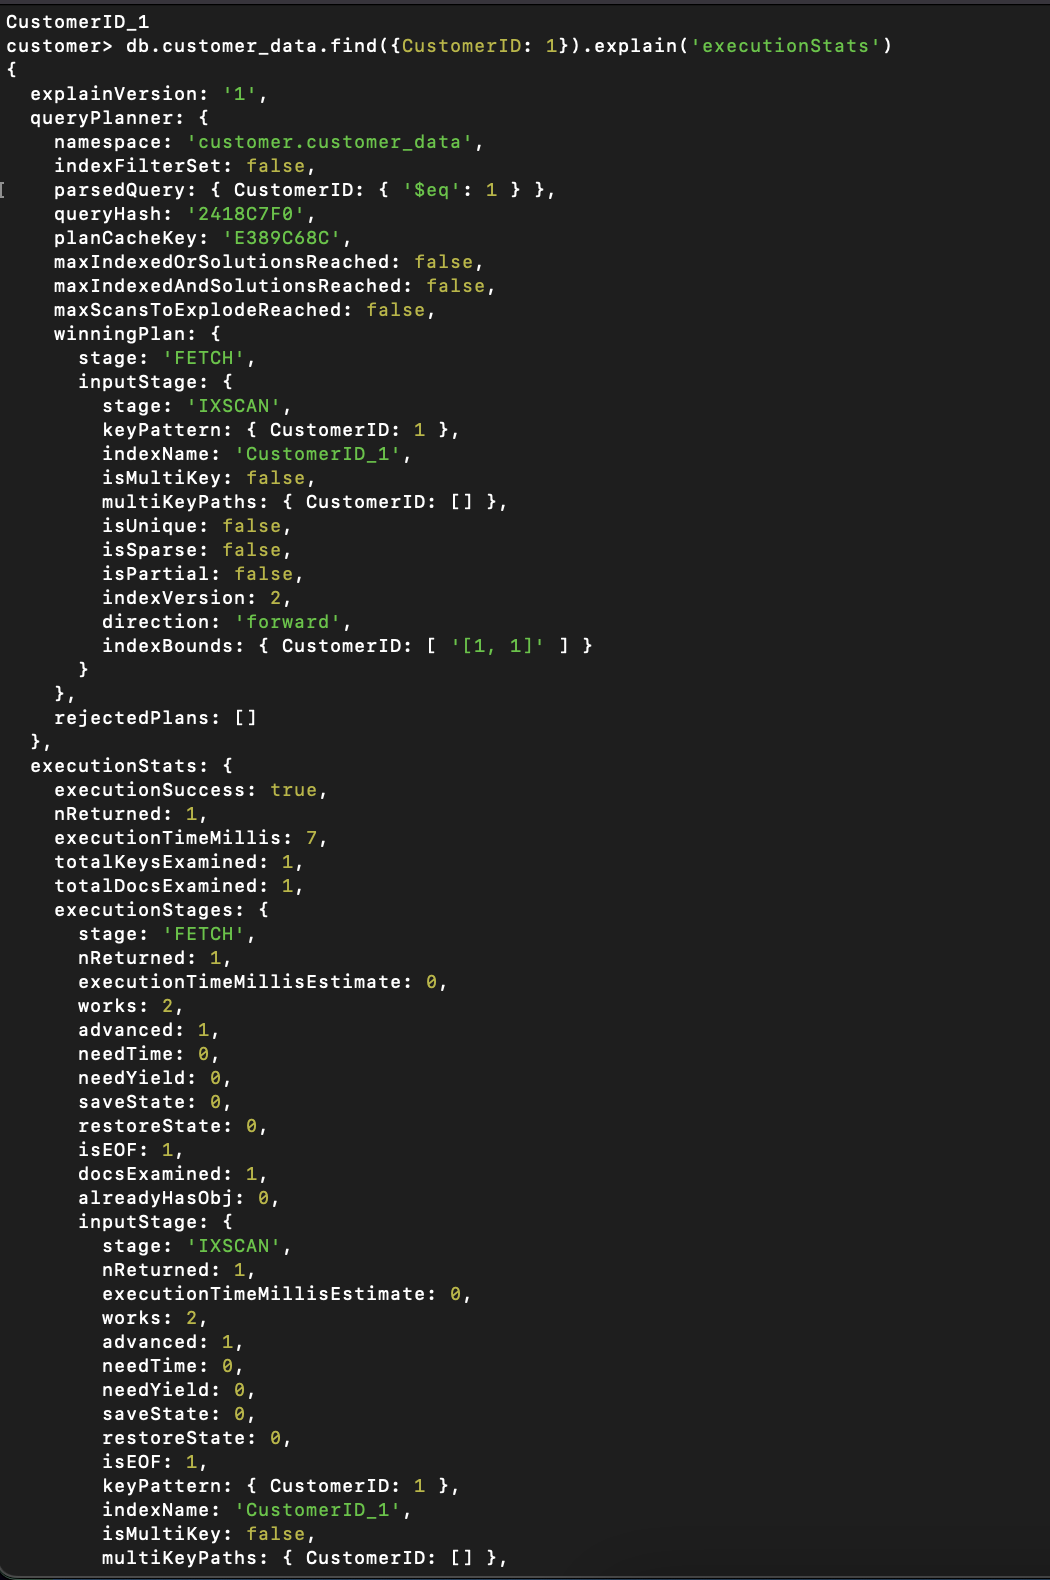 CustomerID_1
customer> db.customer_data.find({CustomerID: 1}).explain('executionStats')
{
  explainVersion: '1',
  queryPlanner: {
    namespace: 'customer.customer_data',
    indexFilterSet: false,
    parsedQuery: { CustomerID: { '$eq': 1 } },
    queryHash: '2418C7F0',
    planCacheKey: 'E389C68C',
    maxIndexedOrSolutionsReached: false,
    maxIndexedAndSolutionsReached: false,
    maxScansToExplodeReached: false,
    winningPlan: {
      stage: 'FETCH',
      inputStage: {
        stage: 'IXSCAN',
        keyPattern: { CustomerID: 1 },
        indexName: 'CustomerID_1',
        isMultiKey: false,
        multiKeyPaths: { CustomerID: [] },
        isUnique: false,
        isSparse: false,
        isPartial: false,
        indexVersion: 2,
        direction: 'forward',
        indexBounds: { CustomerID: [ '[1, 1]' ] }
      }
    },
    rejectedPlans: []
  },
  executionStats: {
    executionSuccess: true,
    nReturned: 1,
    executionTimeMillis: 7,
    totalKeysExamined: 1,
    totalDocsExamined: 1,
    executionStages: {
      stage: 'FETCH',
      nReturned: 1,
      executionTimeMillisEstimate: 0,
      works: 2,
      advanced: 1,
      needTime: 0,
      needYield: 0,
      saveState: 0,
      restoreState: 0,
      isEOF: 1,
      docsExamined: 1,
      alreadyHasObj: 0,
      inputStage: {
        stage: 'IXSCAN',
        nReturned: 1,
        executionTimeMillisEstimate: 0,
        works: 2,
        advanced: 1,
        needTime: 0,
        needYield: 0,
        saveState: 0,
        restoreState: 0,
        isEOF: 1,
        keyPattern: { CustomerID: 1 },
        indexName: 'CustomerID_1',
        isMultiKey: false,
        multiKeyPaths: { CustomerID: [] },